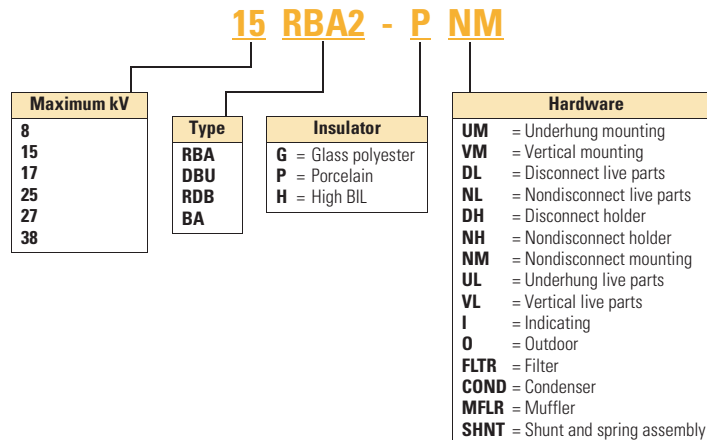 15 RBA2 - P NM
Maximum kV
8
15
17
25
27
38
Type
RBA
DBU
RDB
BA
Insulator
G = Glass polyester
P = Porcelain
H = High BIL
Hardware
UM = Underhung mounting
VM = Vertical mounting
DL = Disconnect live parts
NL = Nondisconnect live parts
DH = Disconnect holder
NH = Nondisconnect holder
NM = Nondisconnect mounting
UL = Underhung live parts
VL = Vertical live parts
I = Indicating
O = Outdoor
FLTR = Filter
COND = Condenser
MFLR = Muffler
SHNT = Shunt and spring assembly